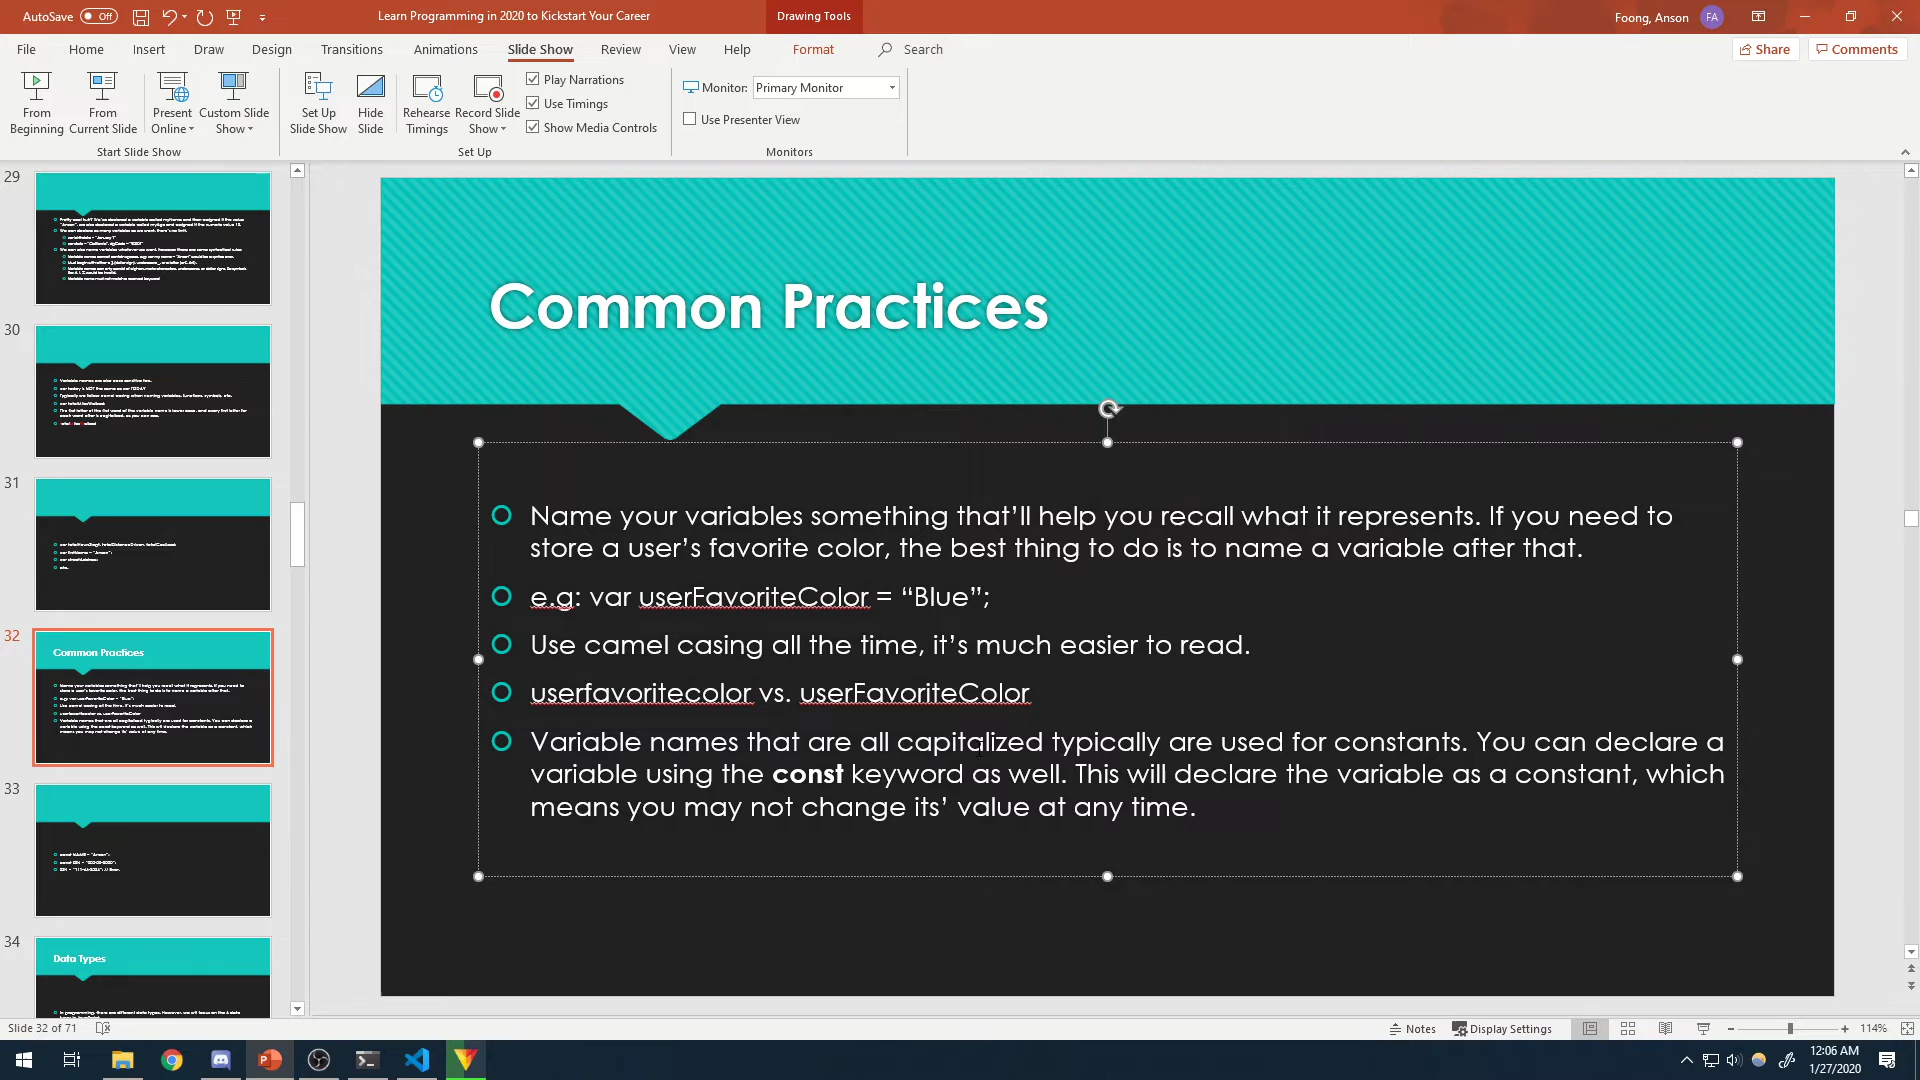 AutoSave Off
Learn Programming in 2020 to Kickstart Your Career
Drawing Tools
Foong, Anson FA
File Home Insert Draw Design Transitions Animations Slide Show Review View Help Format Search
Share Comments
From Beginning
From Current Slide
Present Online
Custom Slide Show
Start Slide Show
Set Up Slide Show
Hide Slide
Rehearse Timings
Record Slide Show
Play Narrations
Use Timings
Show Media Controls
Set Up
Monitor: Primary Monitor
Use Presenter View
Monitors
29
30
31
32
Common Practices
33
34
Data Types
Common Practices
Name your variables something that’ll help you recall what it represents. If you need to
store a user’s favorite color, the best thing to do is to name a variable after that.
e.g: var userFavoriteColor = “Blue”;
Use camel casing all the time, it’s much easier to read.
userfavoritecolor vs. userFavoriteColor
Variable names that are all capitalized typically are used for constants. You can declare a
variable using the const keyword as well. This will declare the variable as a constant, which
means you may not change its’ value at any time.
Slide 32 of 71
Notes Display Settings 114%
12:06 AM
1/27/2020